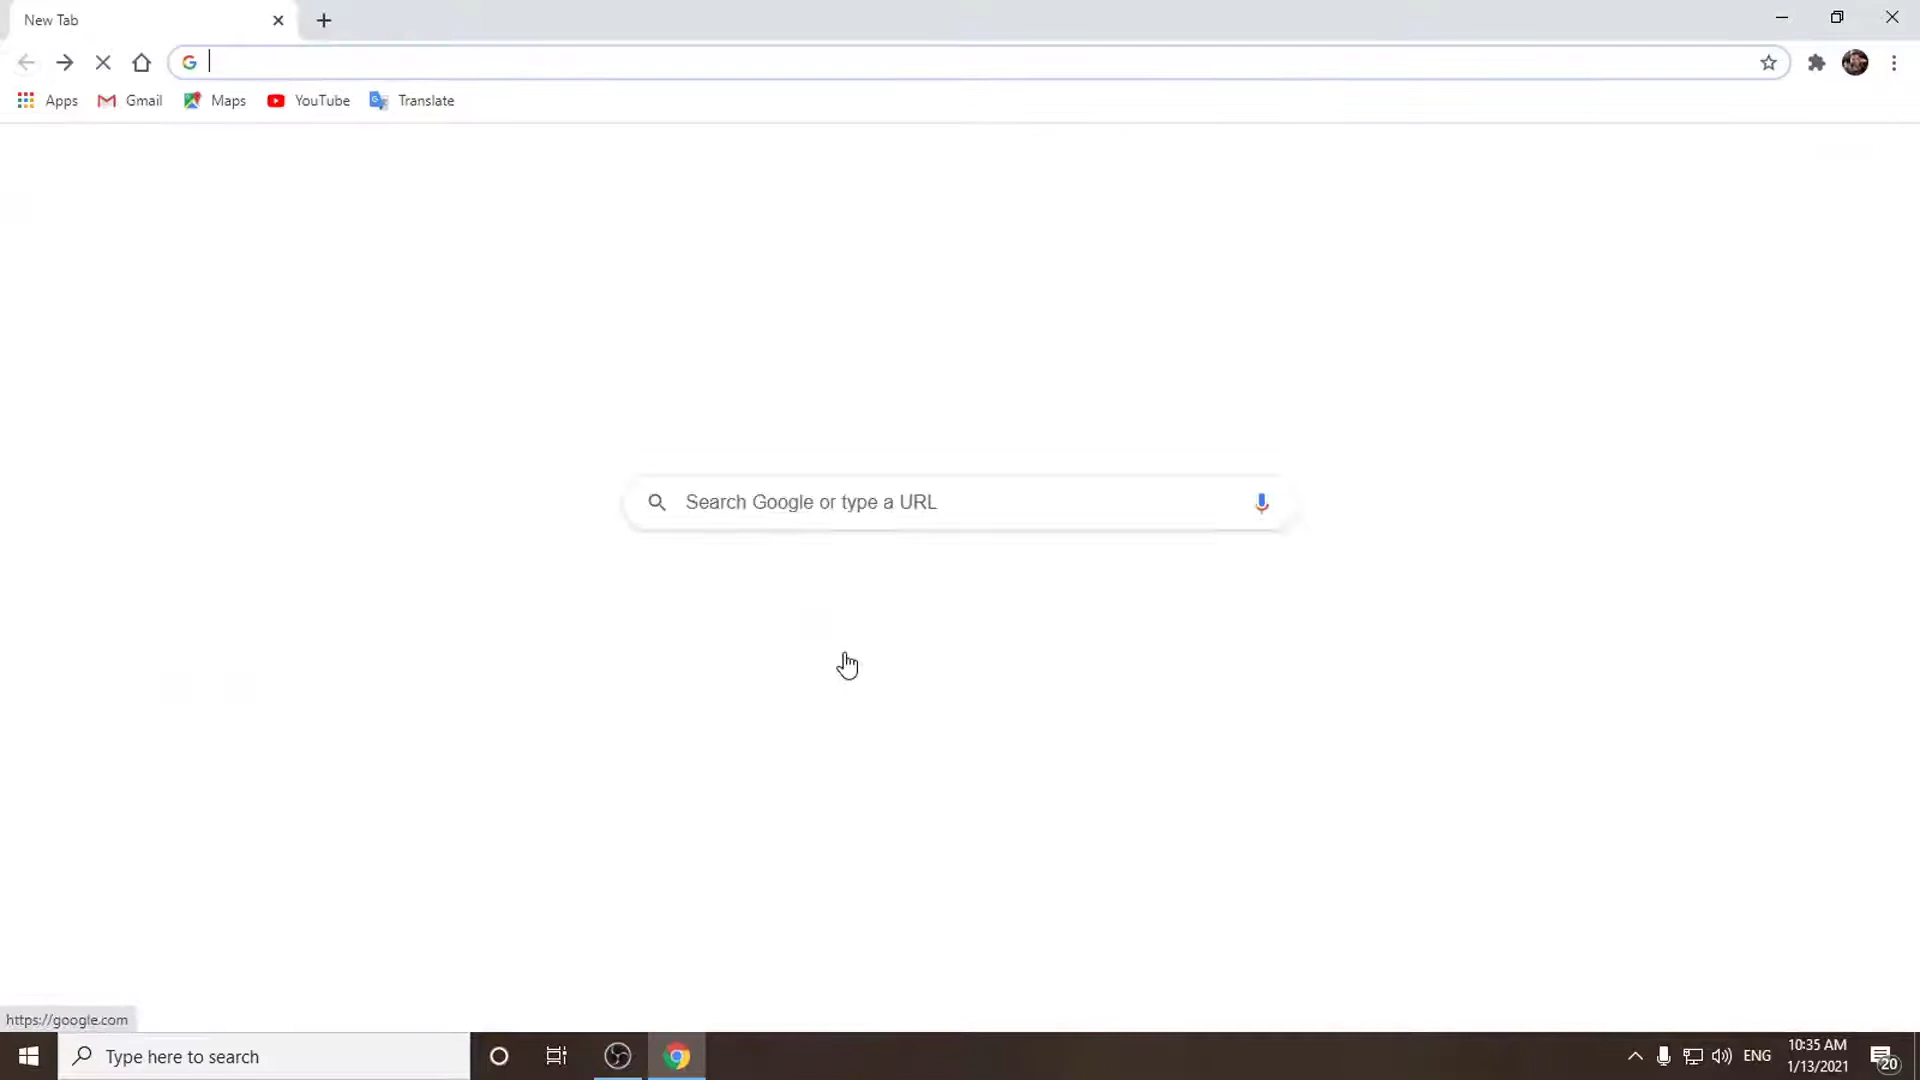 New Tab
Apps
Gmail
Maps
YouTube
Translate
Search Google or type a URL
https://google.com
Type here to search
ENG
10:35 AM
1/13/2021
20